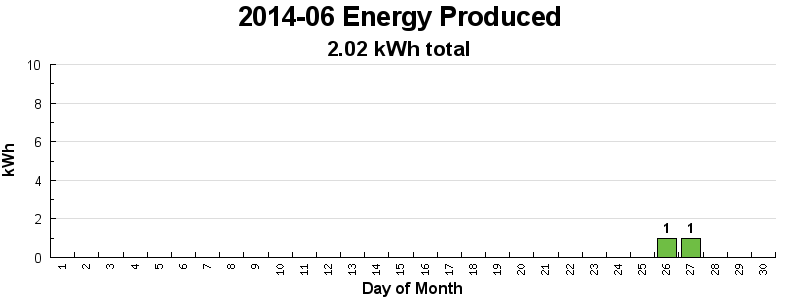 2014-06 Energy Produced
2.02 kWh total
kWh
10
8
6
4
2
0
1 1
1 2 3 4 5 6 7 8 9 10 11 12 13 14 15 16 17 18 19 20 21 22 23 24 25 26 27 28 29 30
Day of Month